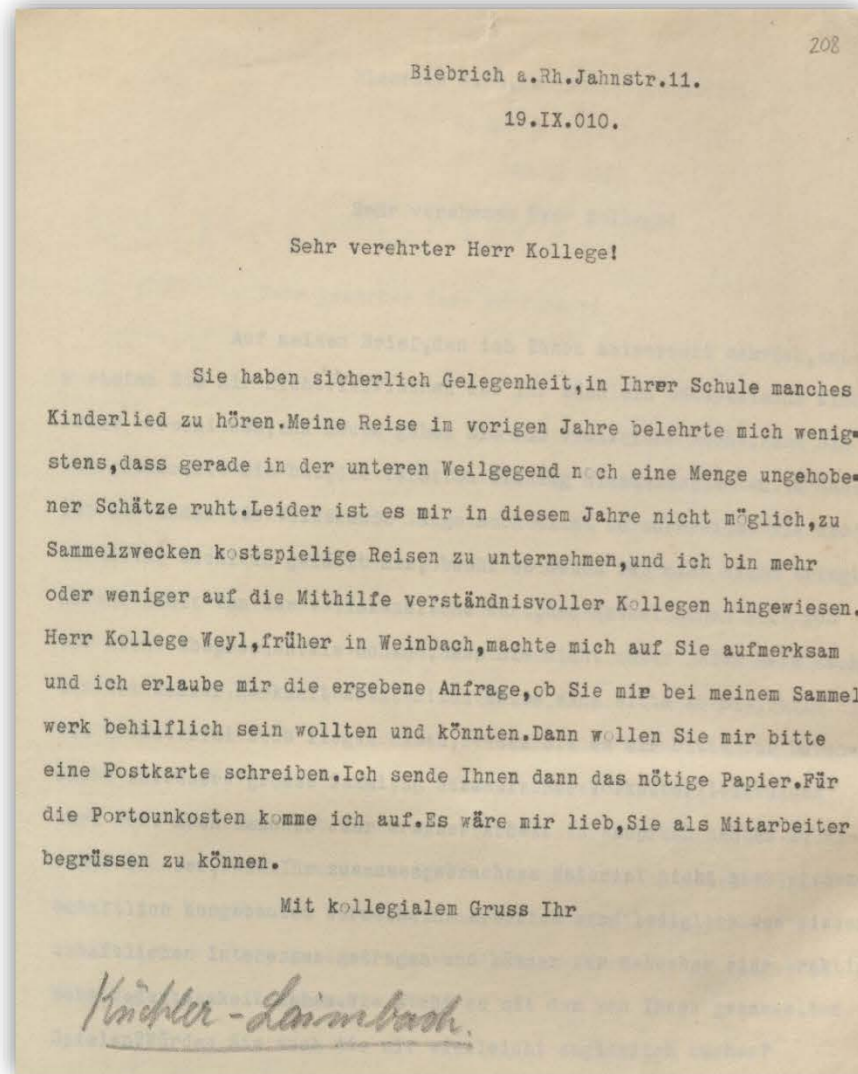 208
Biebrich a.Rh.Jahnstr.11.
19.IX.010.
Sehr verehrter Herr Kollege!
Sie haben sicherlich Gelegenheit,in Ihrer Schule manches
Kinderlied zu hören.Meine Reise im vorigen Jahre belehrte mich wenig-
stens,dass gerade in der unteren Weilgegend noch eine Menge ungehobe-
ner Schätze ruht.Leider ist es mir in diesem Jahre nicht möglich,zu
Sammelzwecken kostspielige Reisen zu unternehmen,und ich bin mehr
oder weniger auf die Mithilfe verständnisvoller Kollegen hingewiesen.
Herr Kollege Weyl,früher in Weinbach,machte mich auf Sie aufmerksam
und ich erlaube mir die ergebene Anfrage,ob Sie mir bei meinem Sammel
werk behilflich sein wollten und könnten.Dann wollen Sie mir bitte
eine Postkarte schreiben.Ich sende Ihnen dann das nötige Papier.Für
die Portounkosten komme ich auf.Es wäre mir lieb,Sie als Mitarbeiter
begrüssen zu können.
Mit kollegialem Gruss Ihr
Küchler-Laimbach.